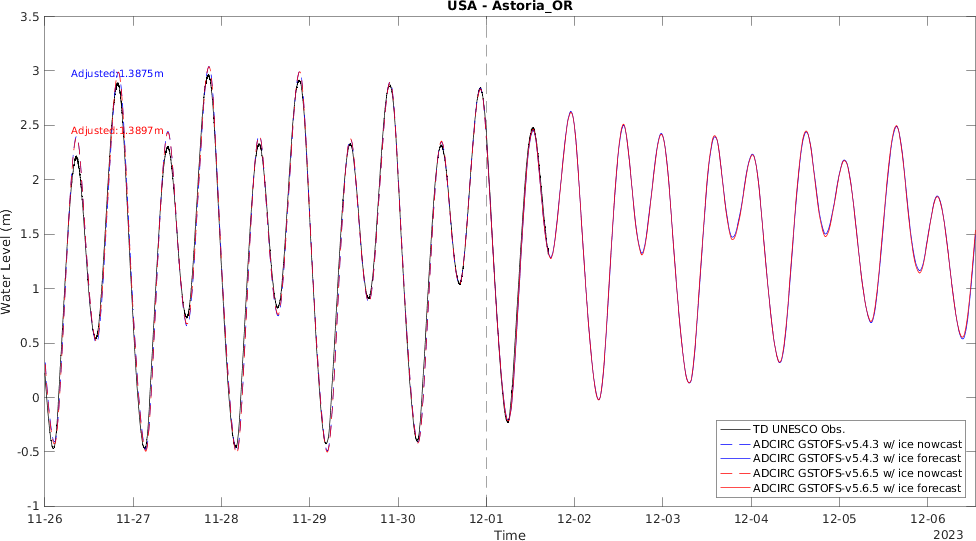 USA - Astoria_OR
3.5
3
2.5
2
1.5
1
0.5
0
-0.5
-1
Water Level (m)
Adjusted:1.3875m
Adjusted:1.3897m
TD UNESCO Obs.
ADCIRC GSTOFS-v5.4.3 w/ ice nowcast
ADCIRC GSTOFS-v5.4.3 w/ ice forecast
ADCIRC GSTOFS-v5.6.5 w/ ice nowcast
ADCIRC GSTOFS-v5.6.5 w/ ice forecast
11-26 11-27 11-28 11-29 11-30 12-01 12-02 12-03 12-04 12-05 12-06
Time
2023